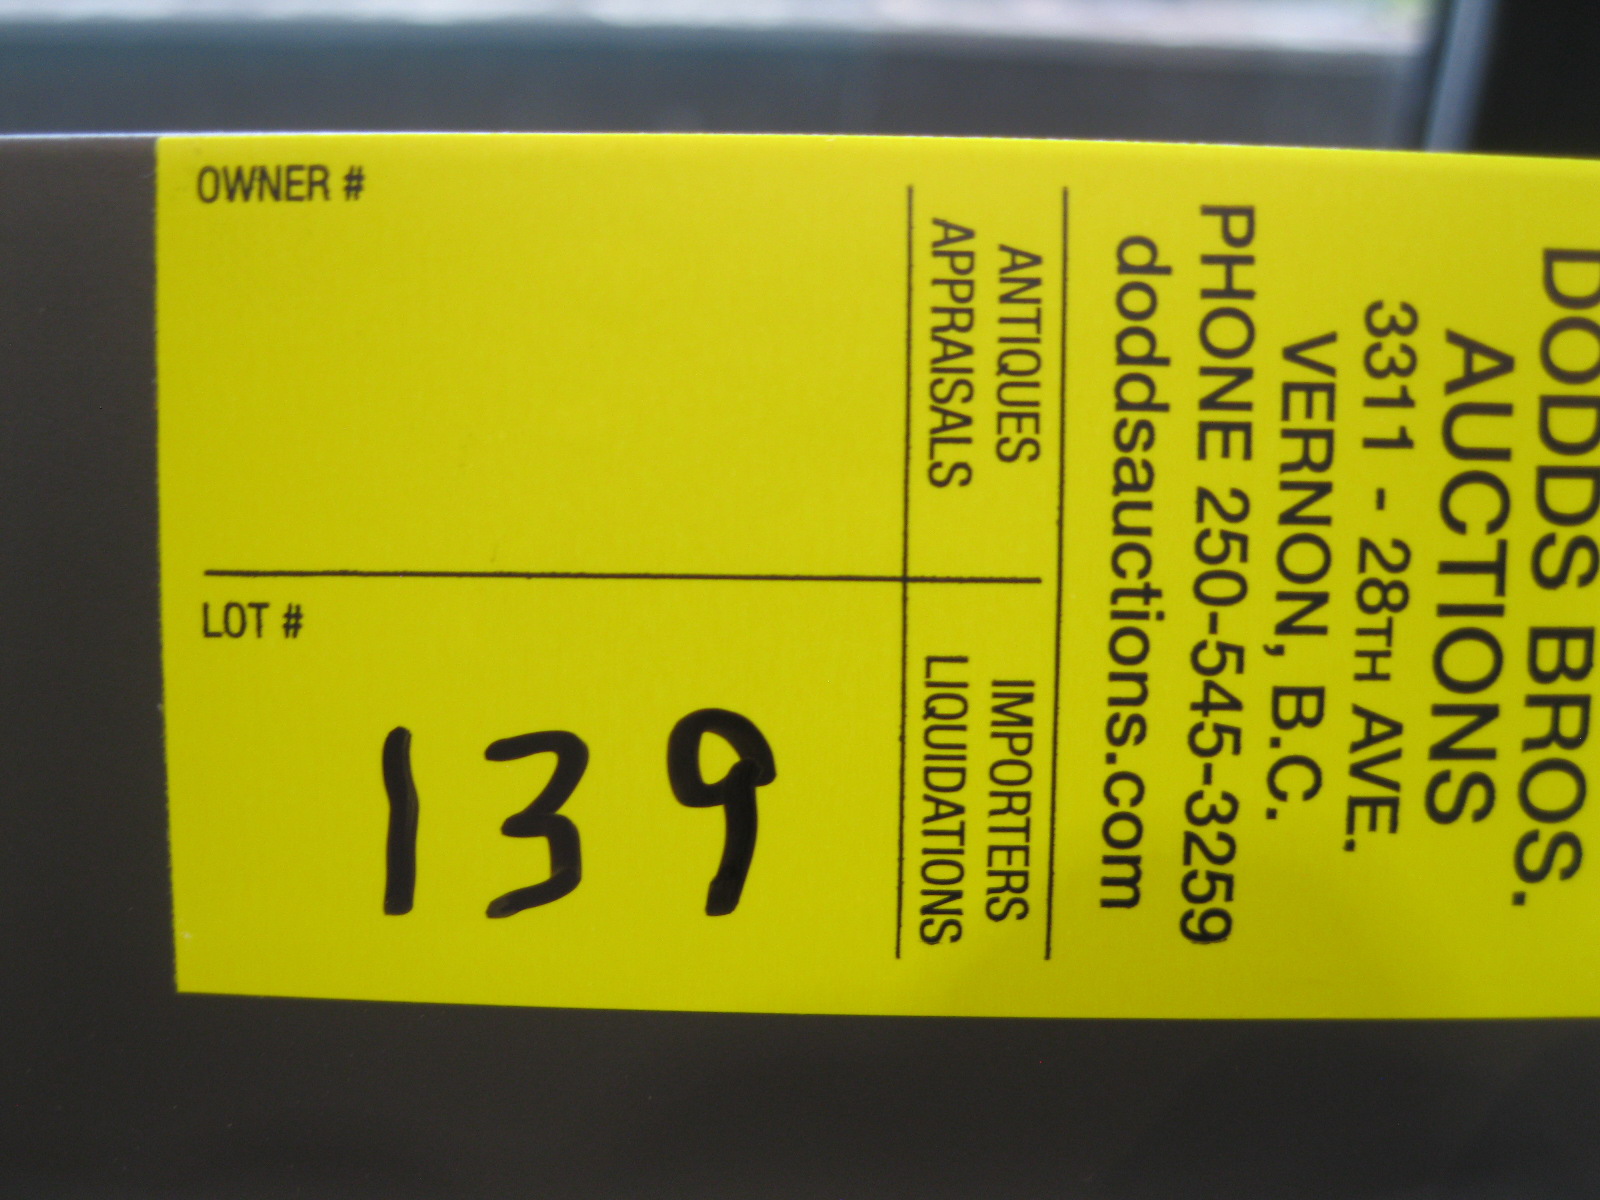 DODDS BROS.
AUCTIONS
3311 - 28TH AVE.
VERNON, B.C.
PHONE 250-545-3259
doddsauctions.com
ANTIQUES
APPRAISALS
IMPORTERS
LIQUIDATIONS
OWNER #
LOT #
139